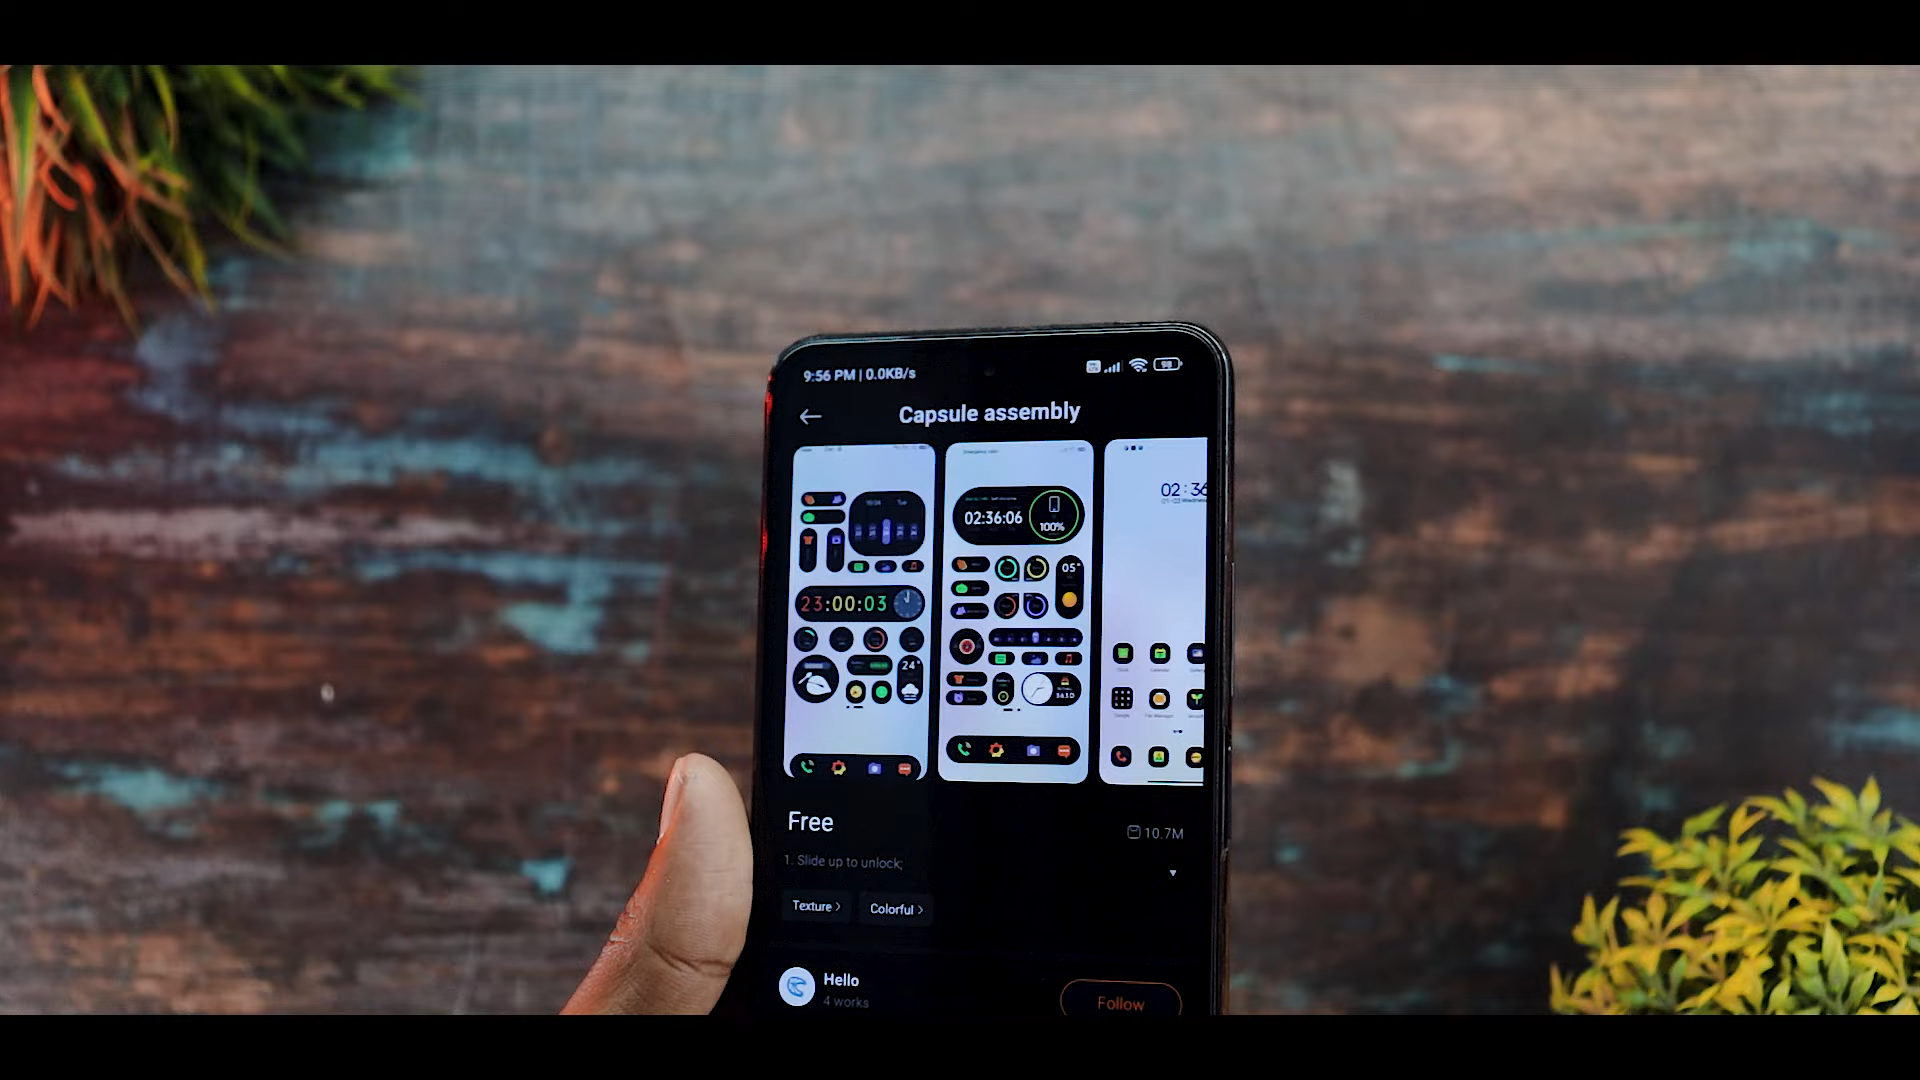 9:56 PM | 0.0KB/s
98
Capsule assembly
23:00:03
24°
02:36:06
100%
05°
02:36
Free
10.7M
1. Slide up to unlock;
Texture >
Colorful >
Hello
4 works
Follow